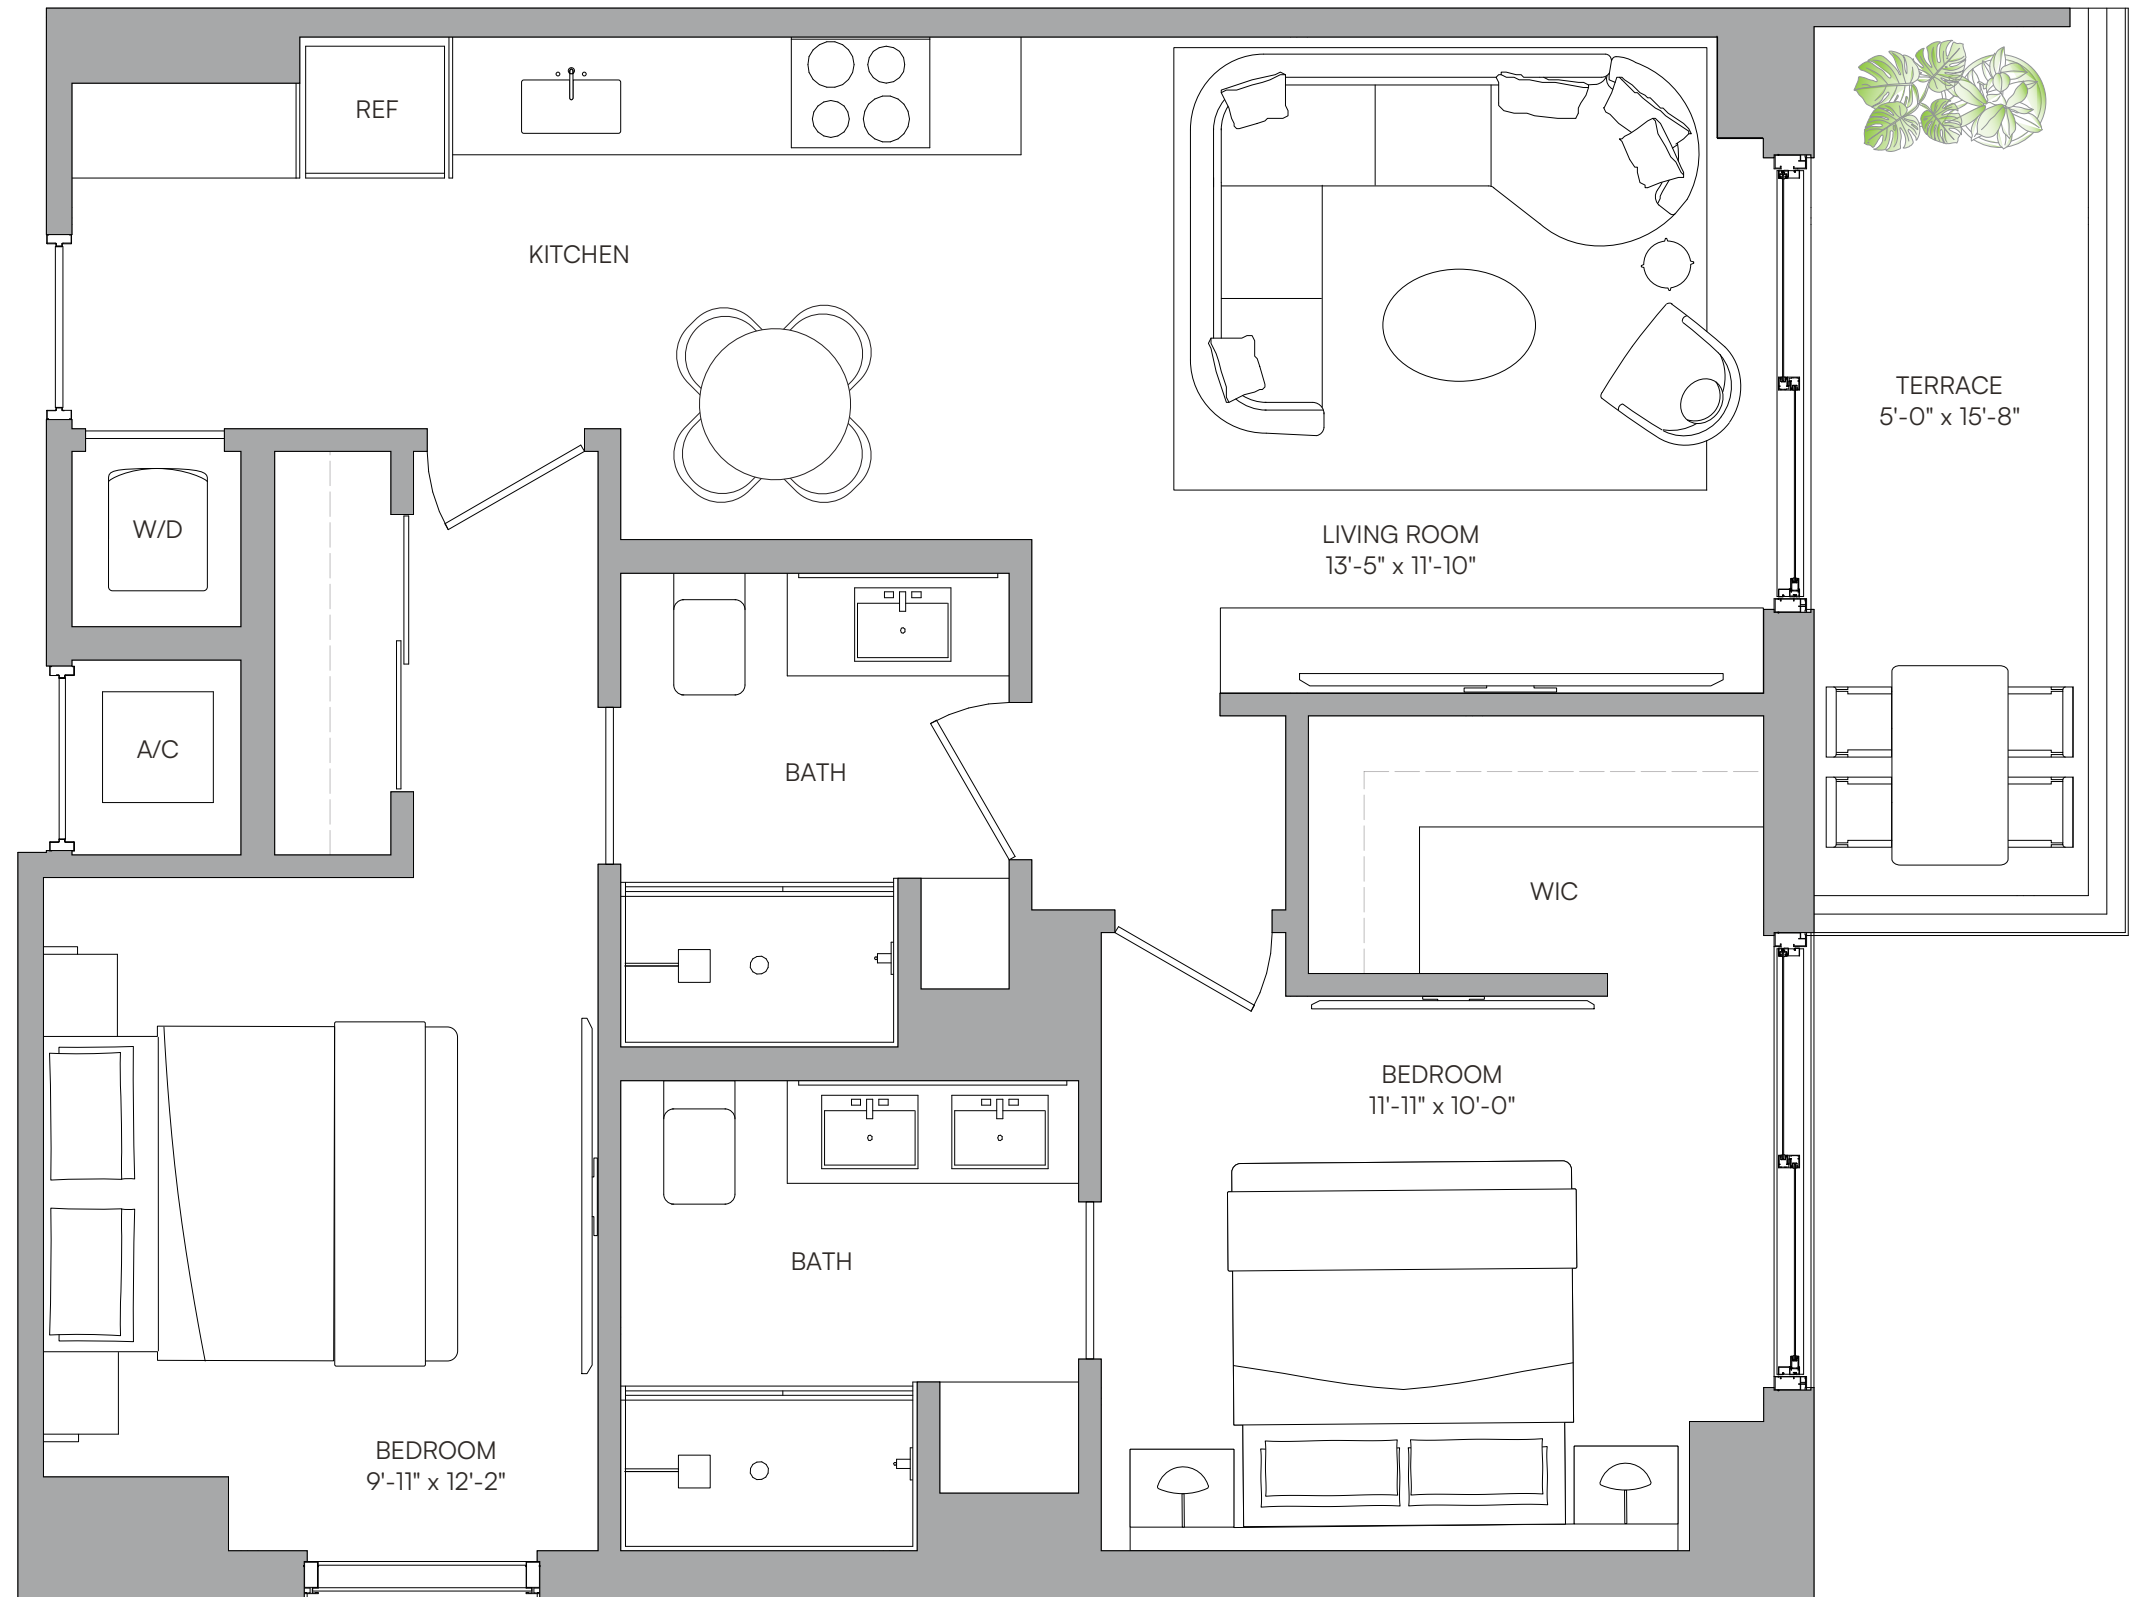 REF
KITCHEN
TERRACE
5'-0" x 15'-8"
W/D
LIVING ROOM
13'-5" x 11'-10"
A/C
BATH
WIC
BEDROOM
11'-11" x 10'-0"
BATH
BEDROOM
9'-11" x 12'-2"